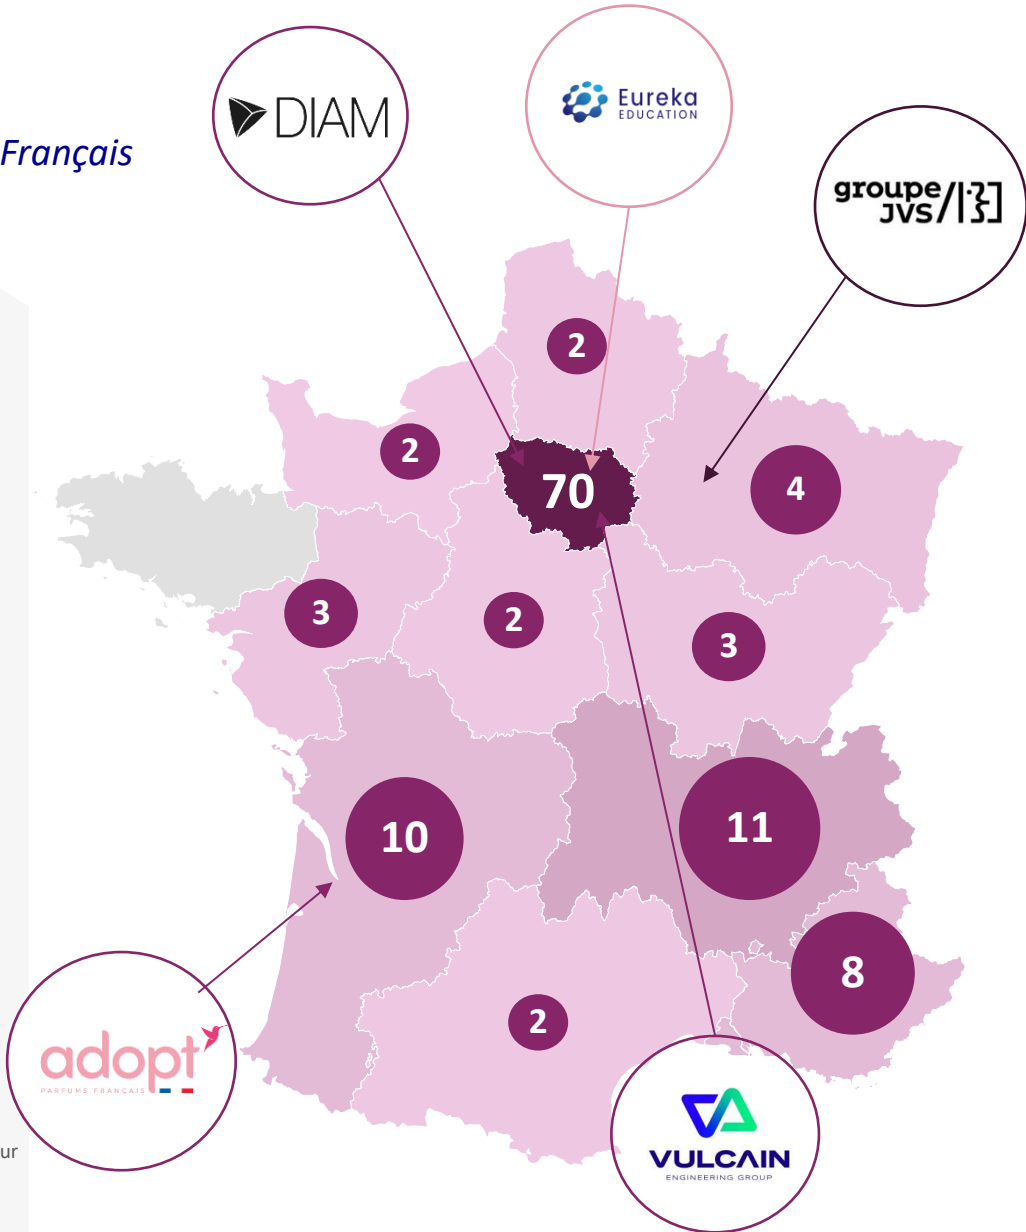 DIAM
Eureka
EDUCATION
Français
groupe
JVS
2
2
70
4
3
2
3
10
11
8
2
adopt'
PARFUMS FRANÇAIS
VULCAIN
ENGINEERING GROUP
ur